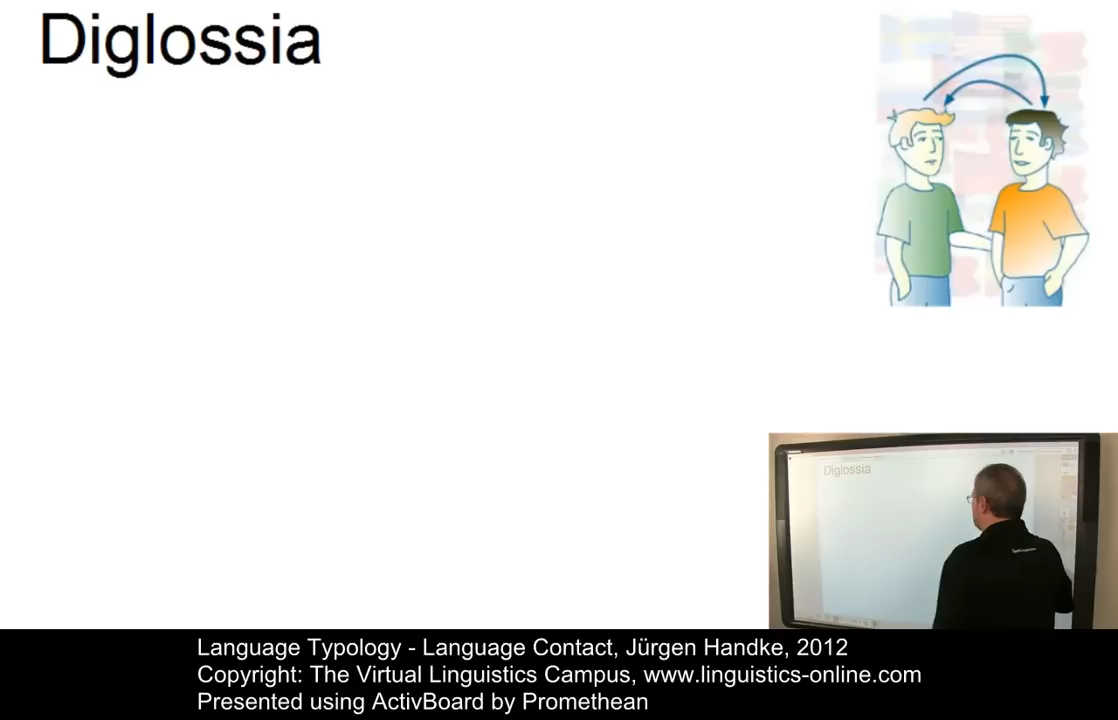 Diglossia
Diglossia
Language Typology - Language Contact, Jürgen Handke, 2012
Copyright: The Virtual Linguistics Campus, www.linguistics-online.com
Presented using ActivBoard by Promethean